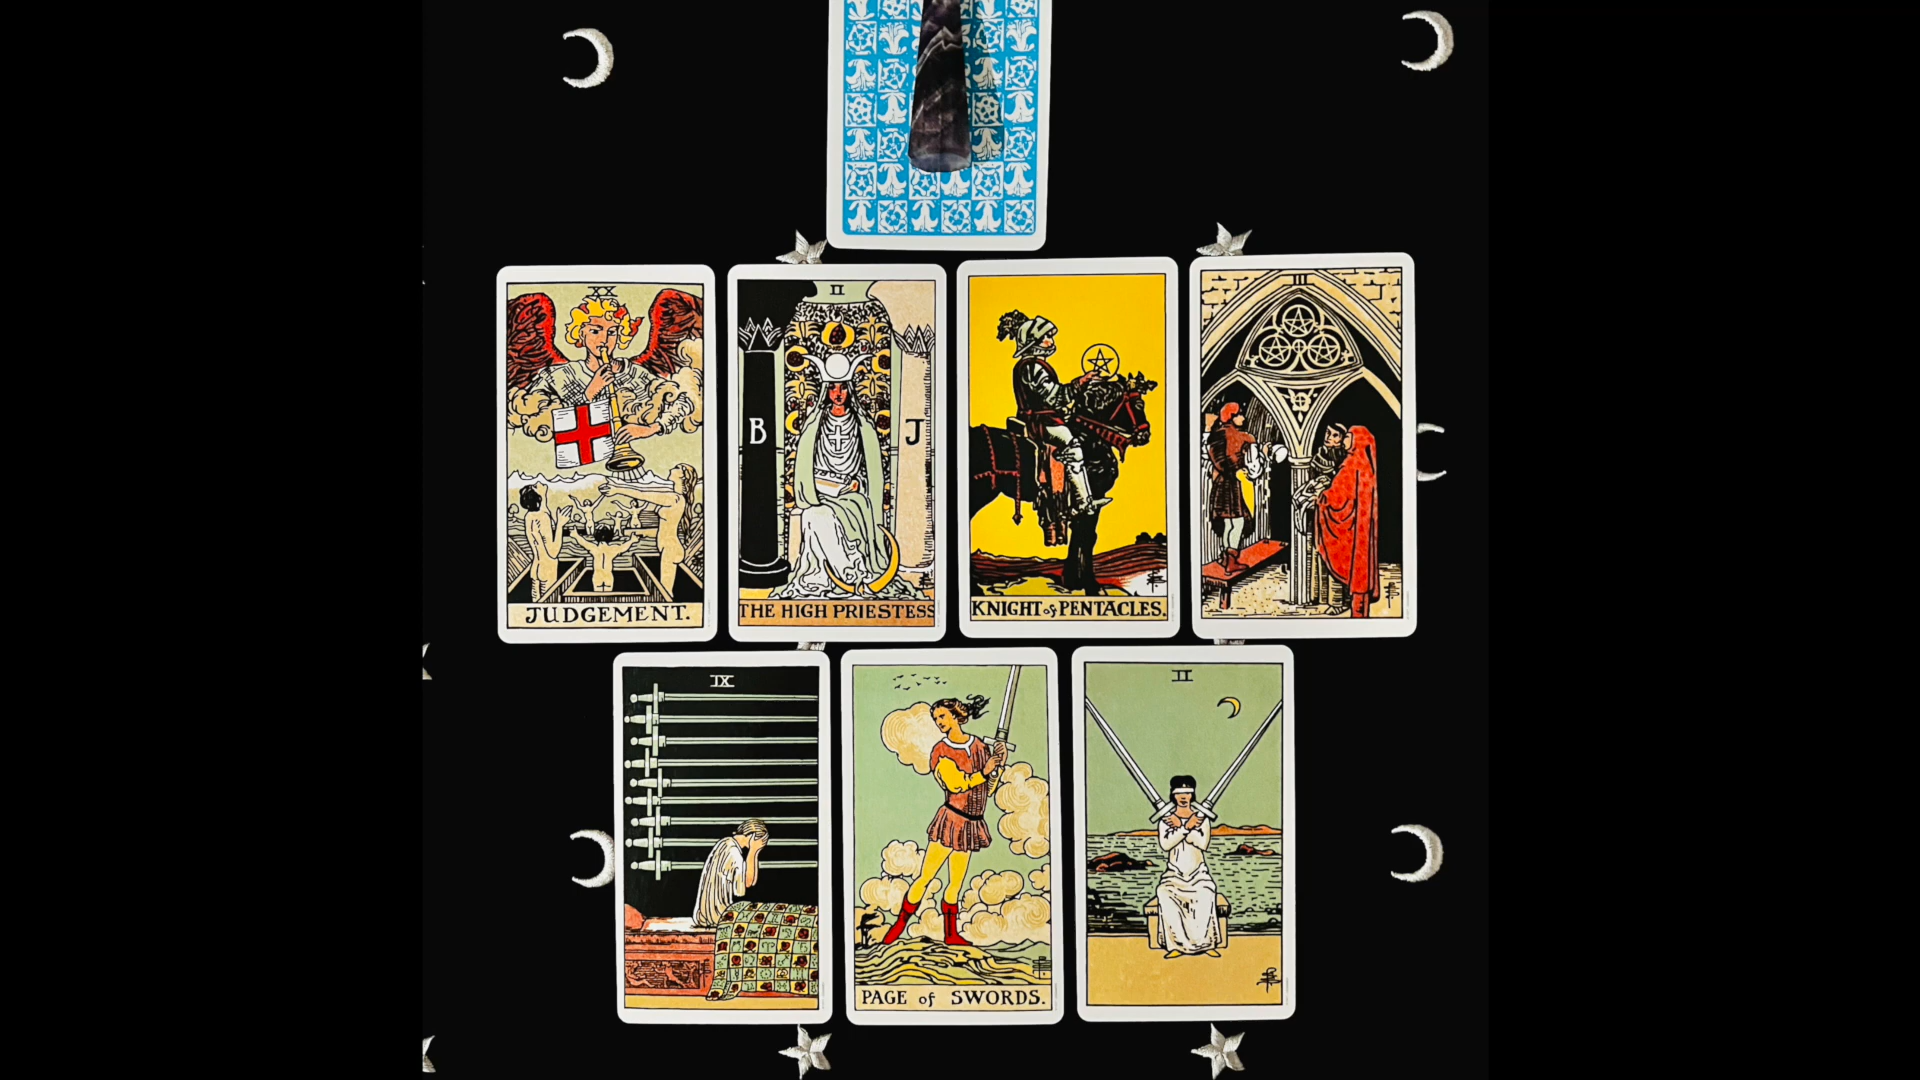 XX
JUDGEMENT.
II
B
J
THE HIGH PRIESTESS
KNIGHT of PENTACLES.
III
IX
PAGE of SWORDS.
II